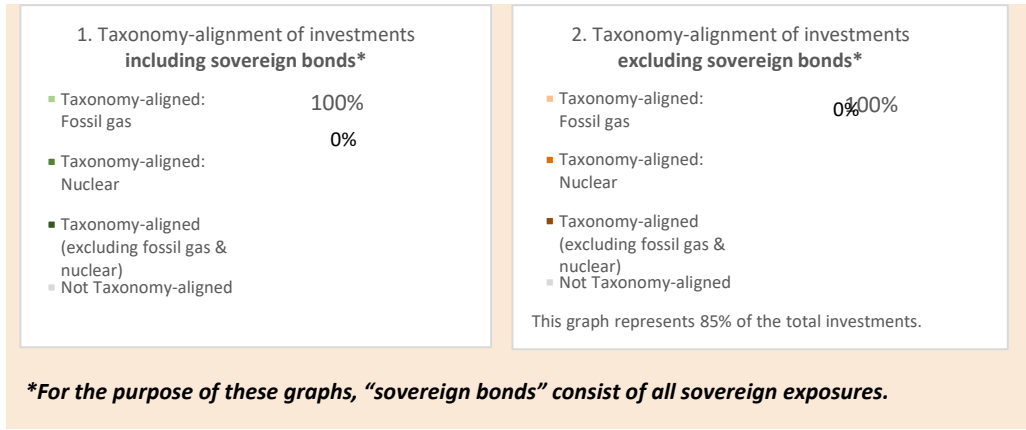 1. Taxonomy-alignment of investments
including sovereign bonds*
Taxonomy-aligned:
Fossil gas
Taxonomy-aligned:
Nuclear
Taxonomy-aligned
(excluding fossil gas &
nuclear)
Not Taxonomy-aligned
100%
0%
2. Taxonomy-alignment of investments
excluding sovereign bonds*
Taxonomy-aligned:
Fossil gas
Taxonomy-aligned:
Nuclear
Taxonomy-aligned
(excluding fossil gas &
nuclear)
Not Taxonomy-aligned
0%
100%
This graph represents 85% of the total investments.
*For the purpose of these graphs, “sovereign bonds” consist of all sovereign exposures.